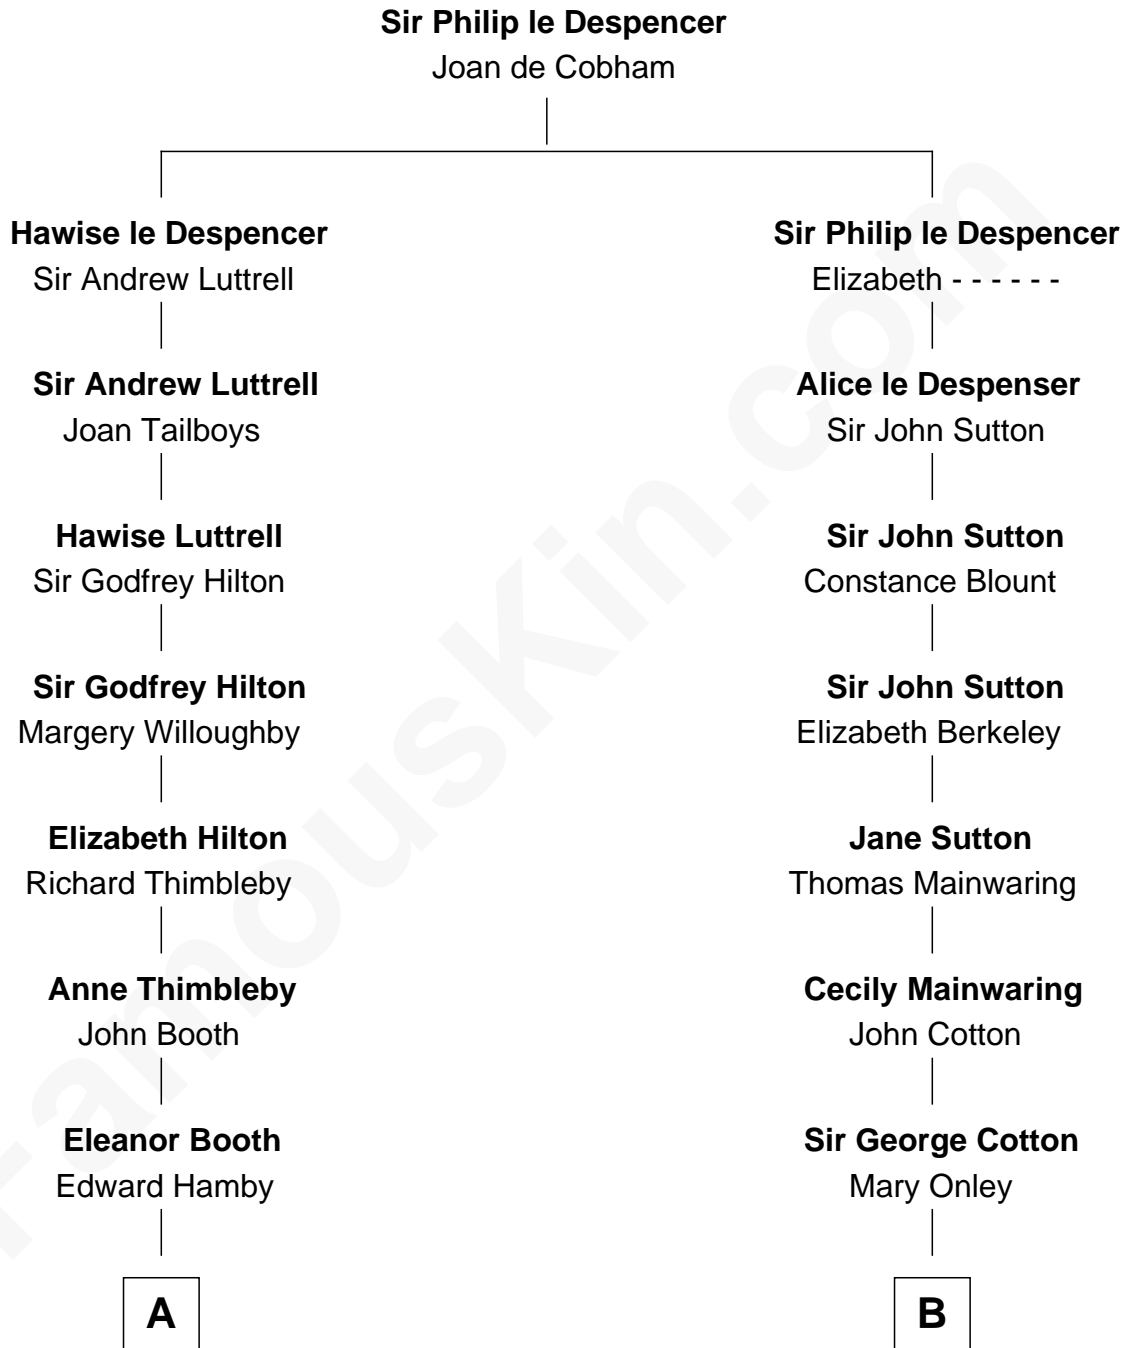 Sir Philip le Despencer
Joan de Cobham
Hawise le Despencer
Sir Andrew Luttrell
Sir Philip le Despencer
Elizabeth - - - - - -
Sir Andrew Luttrell
Joan Tailboys
Alice le Despenser
Sir John Sutton
Hawise Luttrell
Sir Godfrey Hilton
Sir John Sutton
Constance Blount
Sir Godfrey Hilton
Margery Willoughby
Sir John Sutton
Elizabeth Berkeley
Elizabeth Hilton
Richard Thimbleby
Jane Sutton
Thomas Mainwaring
Anne Thimbleby
John Booth
Cecily Mainwaring
John Cotton
Eleanor Booth
Edward Hamby
Sir George Cotton
Mary Onley
A
B
FamousKin.com